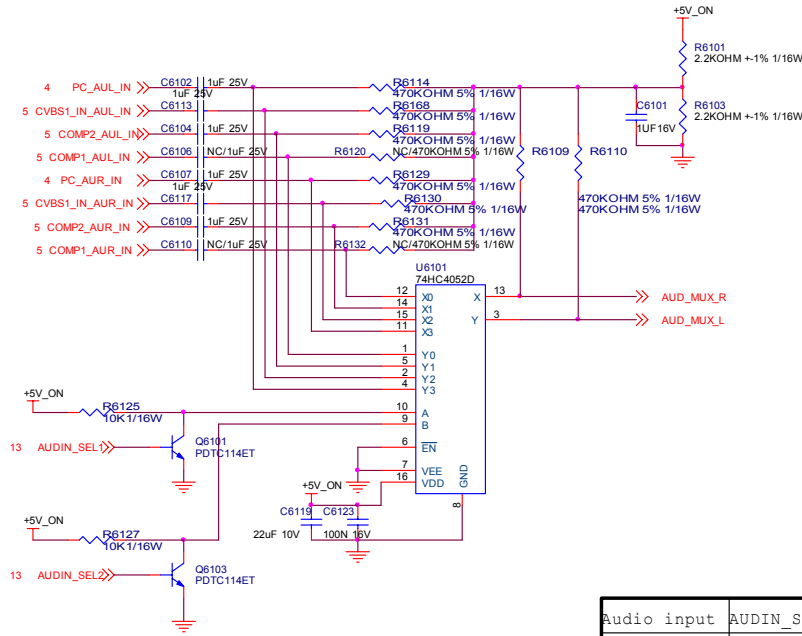 +5V_ON
R6101
2.2KOHM +-1% 1/16W
4 PC_AUL_IN C6102 1uF 25V R6114
1uF 25V 470KOHM 5% 1/16W
5 CVBS1_IN_AUL_IN C6113 R6168
470KOHM 5% 1/16W
C6101
1UF16V
R6103
2.2KOHM +-1% 1/16W
5 COMP2_AUL_IN C6104 1uF 25V R6119
470KOHM 5% 1/16W
5 COMP1_AUL_IN C6106 NC/1uF 25V R6120 NC/470KOHM 5% 1/16W
R6109 R6110
4 PC_AUR_IN C6107 1uF 25V R6129
1uF 25V 470KOHM 5% 1/16W
5 CVBS1_IN_AUR_IN C6117 R6130
470KOHM 5% 1/16W
470KOHM 5% 1/16W
470KOHM 5% 1/16W
5 COMP2_AUR_IN C6109 1uF 25V R6131
470KOHM 5% 1/16W
5 COMP1_AUR_IN C6110 NC/1uF 25V R6132 NC/470KOHM 5% 1/16W
U6101
74HC4052D
12 X0 X 13 AUD_MUX_R
14 X1
15 X2 Y 3 AUD_MUX_L
11 X3
1 Y0
5 Y1
2 Y2
4 Y3
10 A
9 B
6 EN
7 VEE
16 VDD
GND
8
+5V_ON
R6125
10K1/16W
13 AUDIN_SEL1
Q6101
PDTC114ET
+5V_ON
C6119 C6123
22uF 10V 100N 16V
+5V_ON
R6127
10K1/16W
13 AUDIN_SEL2
Q6103
PDTC114ET
Audio input AUDIN_S